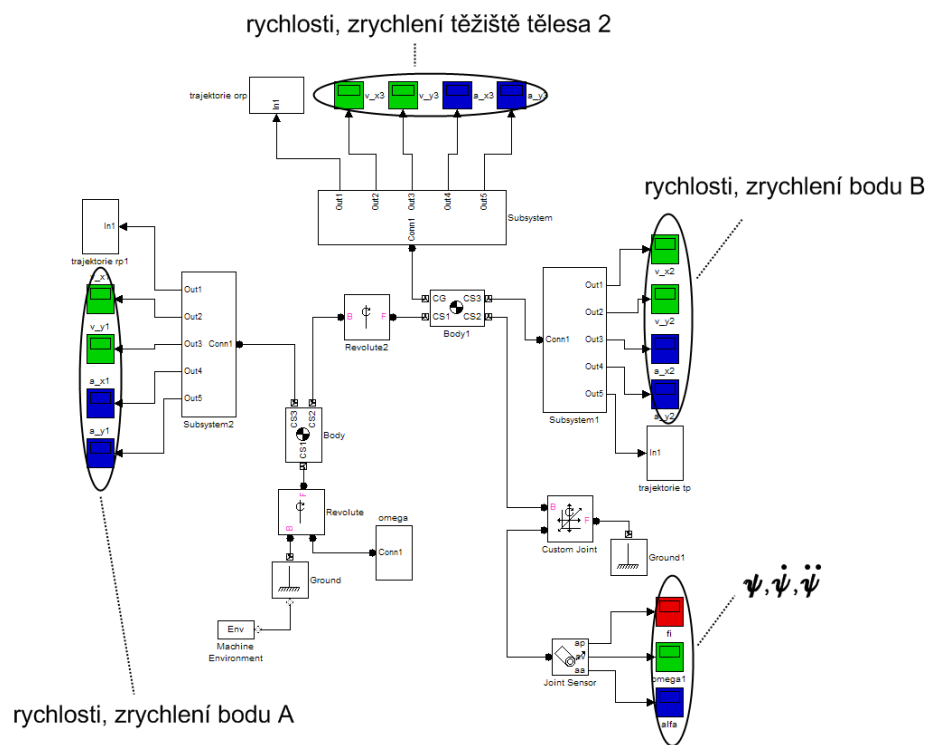 rychlosti, zrychlení těžiště tělesa 2
trajektorie orp
In1
v_x3
v_y3
a_x3
a_y3
Out1
Out2
Out3
Out4
Out5
Conn1
Subsystem
rychlosti, zrychlení bodu B
In1
trajektorie rp1
v_x1
v_y1
a_x1
a_y1
Out1
Out2
Out3
Out4
Out5
Conn1
Subsystem2
B
F
Revolute2
CG
CS3
CS1
CS2
Body1
Conn1
Out1
Out2
Out3
Out4
Out5
Subsystem1
v_x2
v_y2
a_x2
a_y2
In1
trajektorie tp
CS3
CS2
CS1
Body
F
B
Revolute
omega
Conn1
Ground
Env
Machine
Environment
B
F
Custom Joint
Ground1
ap
av
aa
Joint Sensor
fi
omega1
alfa
ψ, ψ̇, ψ̈
rychlosti, zrychlení bodu A